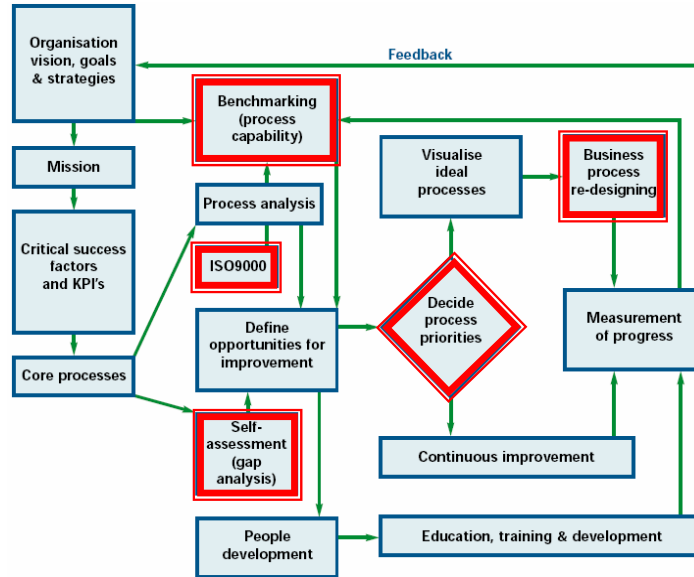 Organisation
vision, goals
& strategies
Feedback
Benchmarking
(process
capability)
Mission
Visualise
ideal
processes
Business
process
re-designing
Process analysis
Critical success
factors
and KPI's
ISO9000
Define
opportunities for
improvement
Decide
process
priorities
Measurement
of progress
Core processes
Self-
assessment
(gap
analysis)
Continuous improvement
People
development
Education, training & development